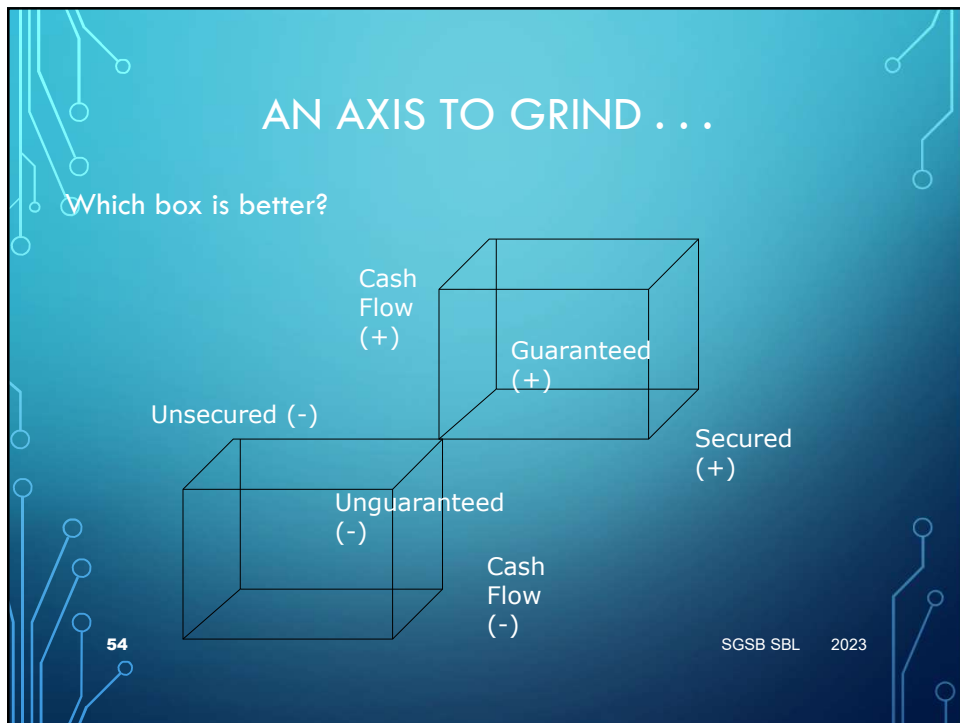 AN AXIS TO GRIND . . .
Which box is better?
Cash
Flow
(+)
Guaranteed
(+)
Unsecured (-)
Secured
(+)
Unguaranteed
(-)
Cash
Flow
(-)
54
SGSB SBL 2023